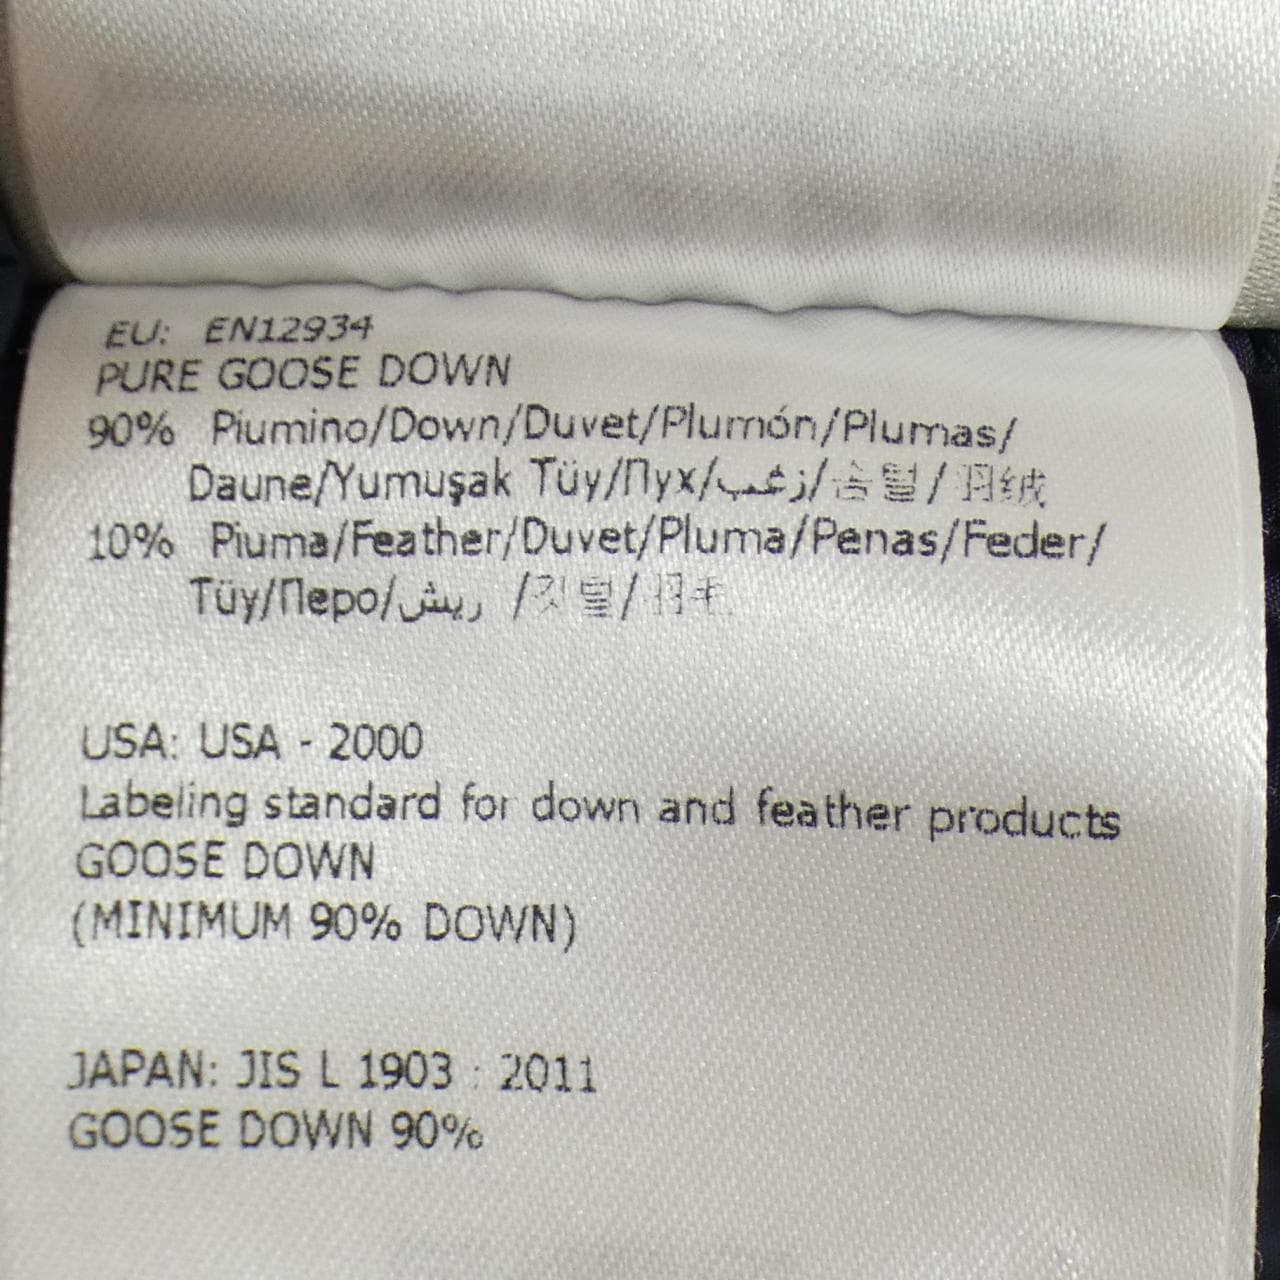 EU: EN12934
PURE GOOSE DOWN
90% Piumino/Down/Duvet/Plumón/Plumas/
Daune/Yumuşak Tüy/Пух/زغب/솜털/羽绒
10% Piuma/Feather/Duvet/Pluma/Penas/Feder/
Tüy/Перо/ريش /깃털/羽毛
USA: USA - 2000
Labeling standard for down and feather products
GOOSE DOWN
(MINIMUM 90% DOWN)
JAPAN: JIS L 1903 : 2011
GOOSE DOWN 90%